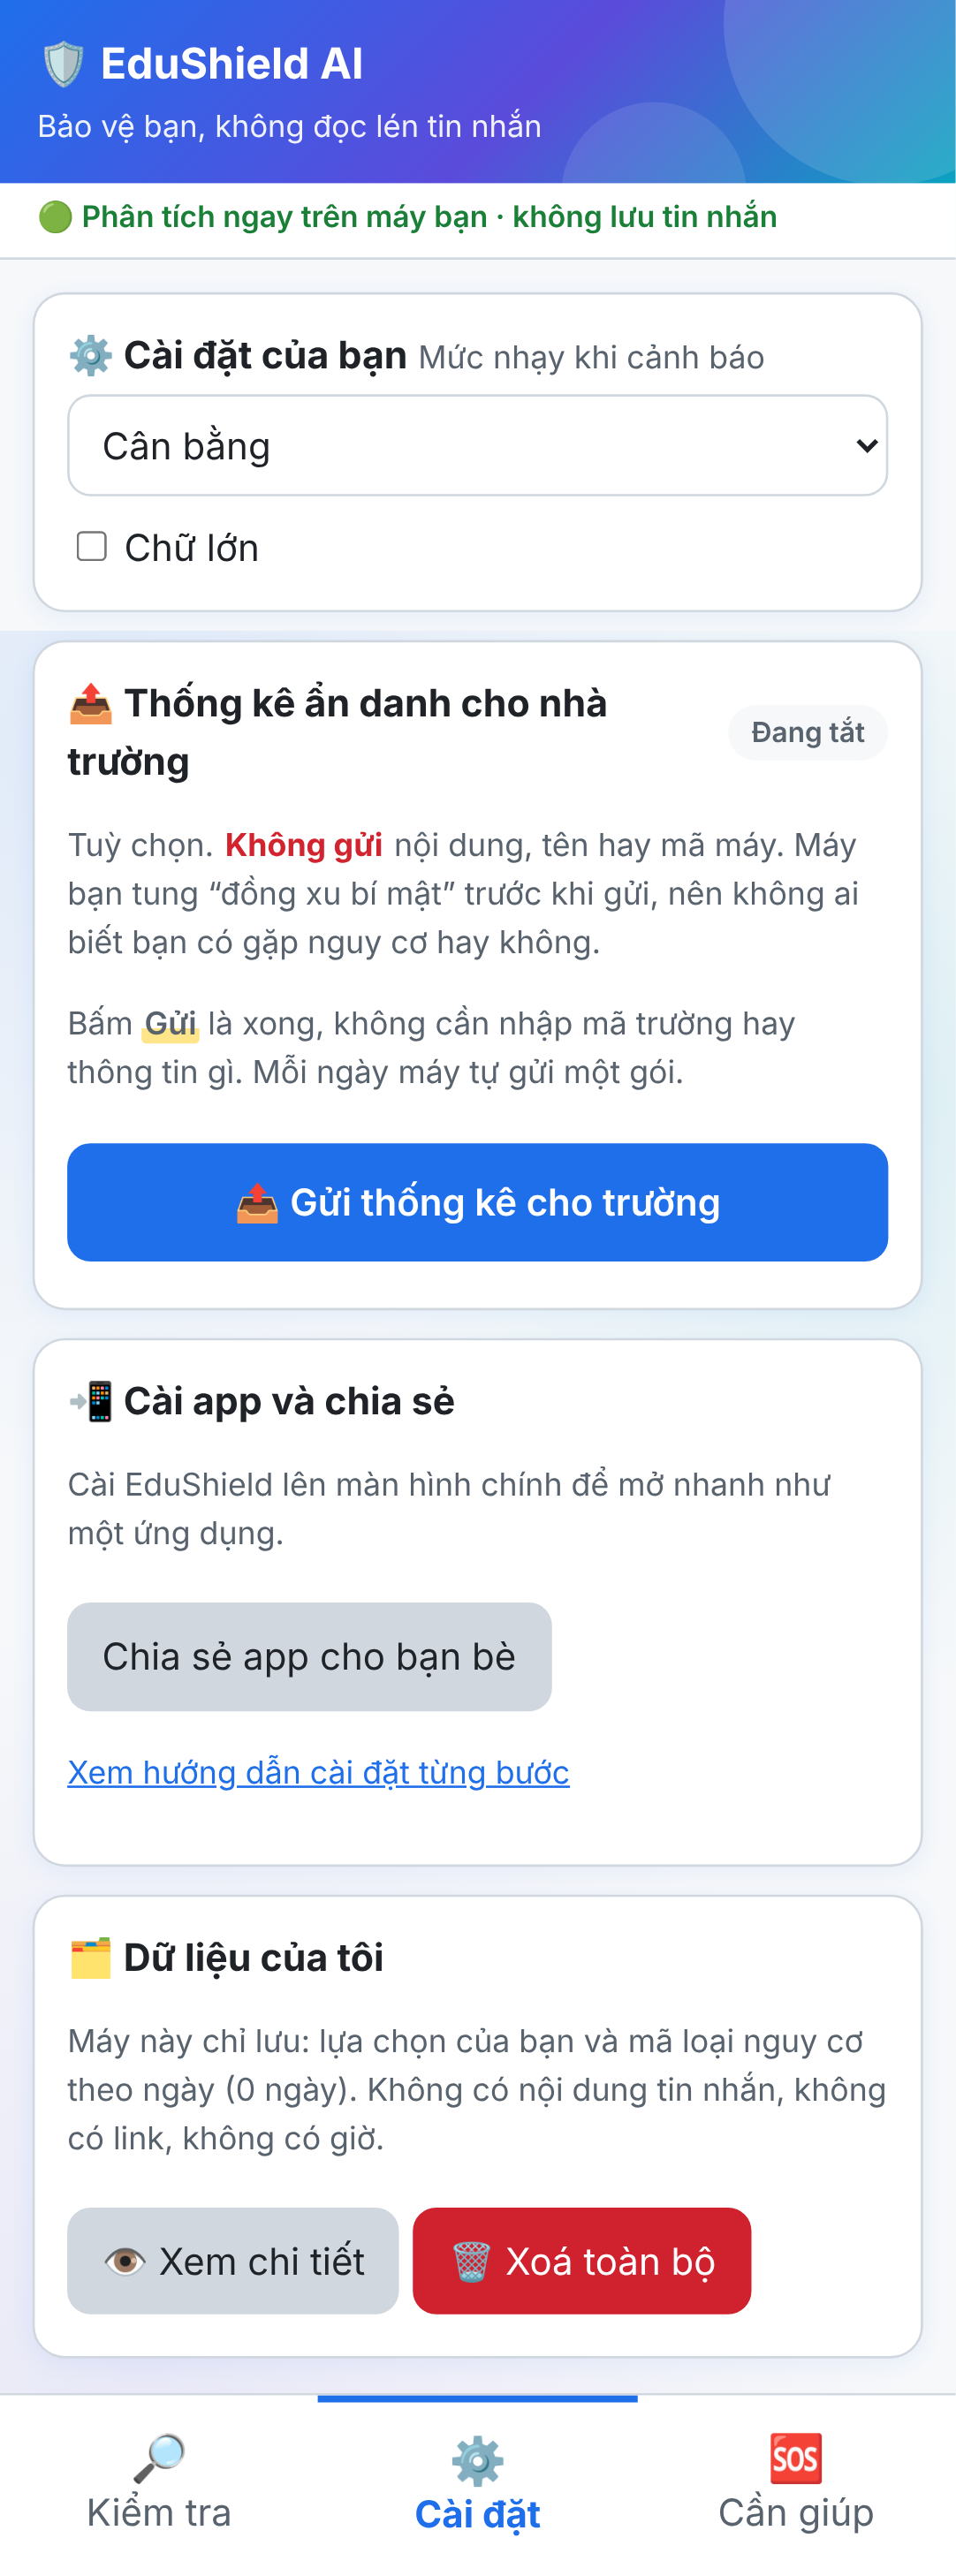 🛡️ EduShield AI
Bảo vệ bạn, không đọc lén tin nhắn
🟢 Phân tích ngay trên máy bạn · không lưu tin nhắn
⚙️ Cài đặt của bạn Mức nhạy khi cảnh báo
Cân bằng
Chữ lớn
📤 Thống kê ẩn danh cho nhà
trường
Đang tắt
Tuỳ chọn. Không gửi nội dung, tên hay mã máy. Máy
bạn tung “đồng xu bí mật” trước khi gửi, nên không ai
biết bạn có gặp nguy cơ hay không.
Bấm Gửi là xong, không cần nhập mã trường hay
thông tin gì. Mỗi ngày máy tự gửi một gói.
📤 Gửi thống kê cho trường
📲 Cài app và chia sẻ
Cài EduShield lên màn hình chính để mở nhanh như
một ứng dụng.
Chia sẻ app cho bạn bè
Xem hướng dẫn cài đặt từng bước
🗂️ Dữ liệu của tôi
Máy này chỉ lưu: lựa chọn của bạn và mã loại nguy cơ
theo ngày (0 ngày). Không có nội dung tin nhắn, không
có link, không có giờ.
👁️ Xem chi tiết
🗑️ Xoá toàn bộ
🔎 Kiểm tra
⚙️ Cài đặt
🆘 Cần giúp